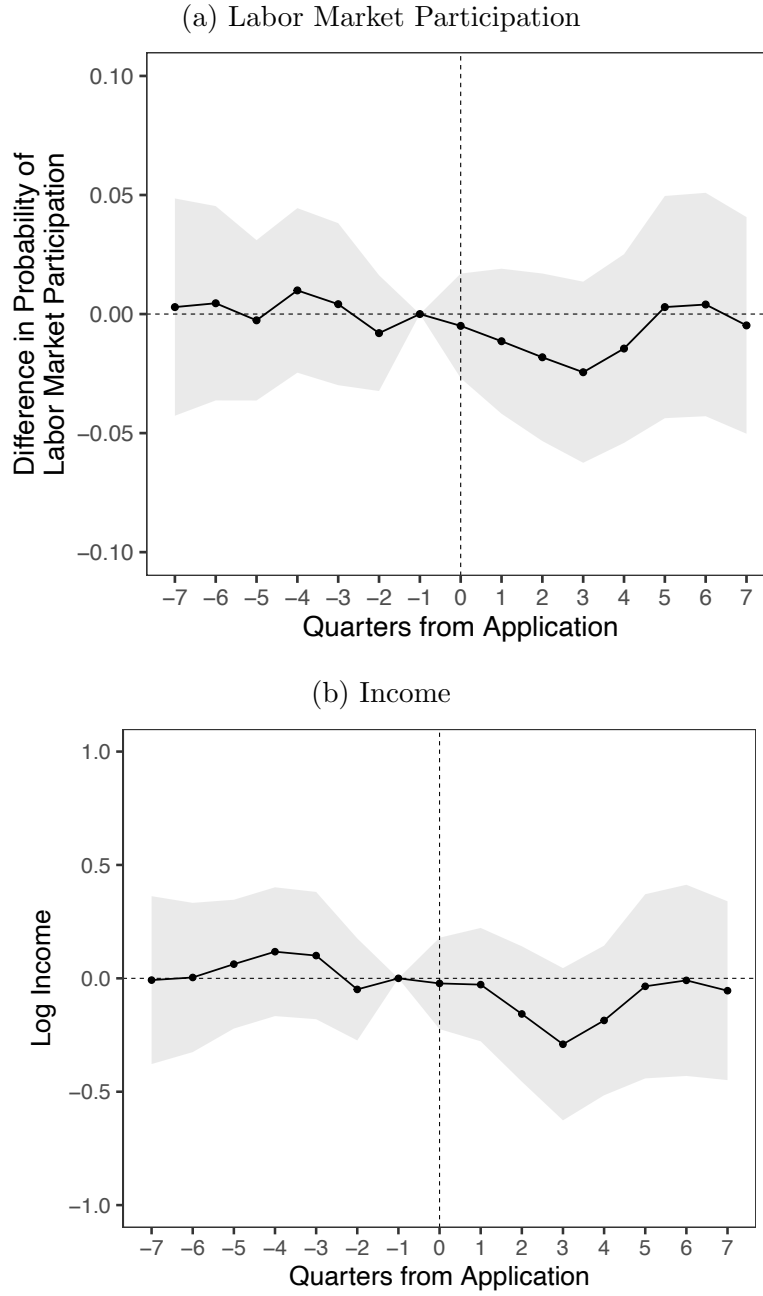 (a) Labor Market Participation
Difference in Probability of
Labor Market Participation
0.10
0.05
0.00
−0.05
−0.10
−7 −6 −5 −4 −3 −2 −1 0 1 2 3 4 5 6 7
Quarters from Application
(b) Income
Log Income
1.0
0.5
0.0
−0.5
−1.0
−7 −6 −5 −4 −3 −2 −1 0 1 2 3 4 5 6 7
Quarters from Application